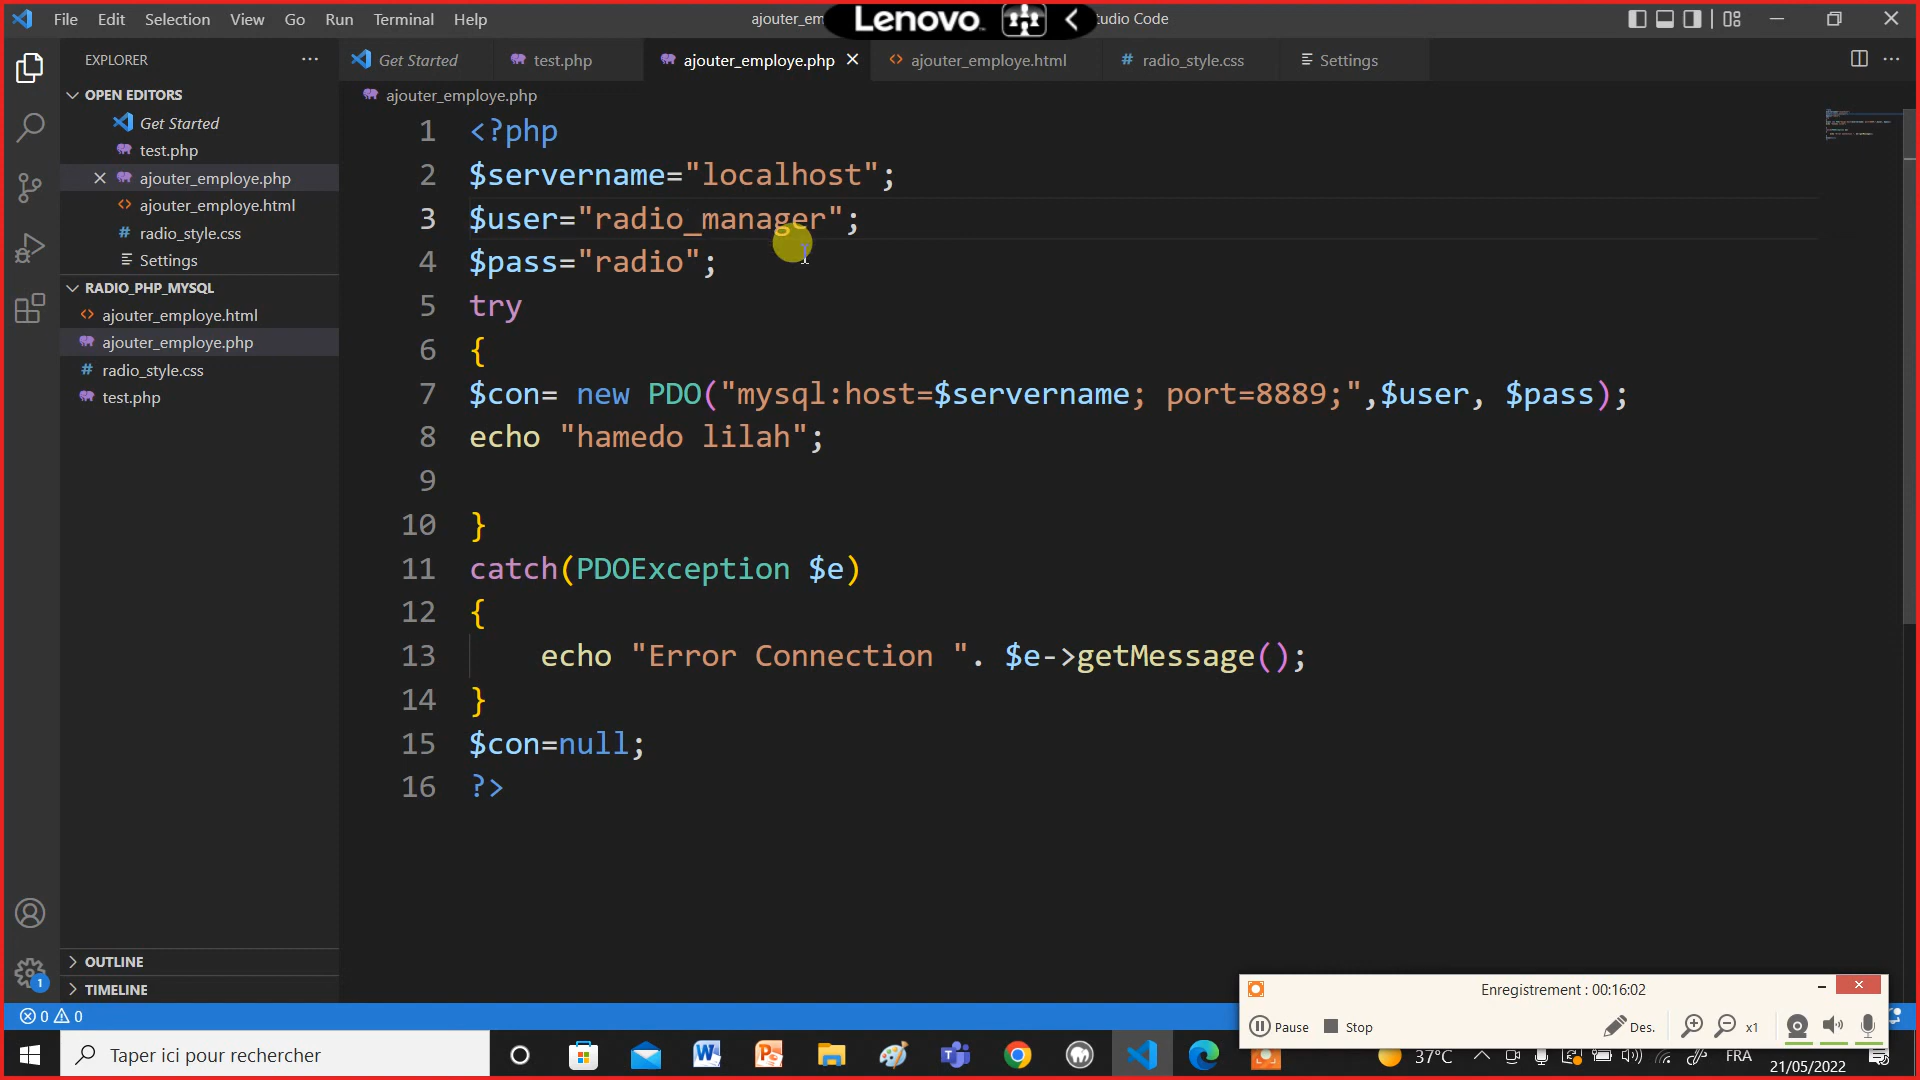 File Edit Selection View Go Run Terminal Help
ajouter_em
Lenovo
tudio Code
EXPLORER
Get Started
test.php
ajouter_employe.php
ajouter_employe.html
# radio_style.css
Settings
OPEN EDITORS
Get Started
test.php
ajouter_employe.php
ajouter_employe.html
# radio_style.css
Settings
RADIO_PHP_MYSQL
ajouter_employe.html
ajouter_employe.php
# radio_style.css
test.php
OUTLINE
TIMELINE
1
ajouter_employe.php
1 <?php
2 $servername="localhost";
3 $user="radio_manager";
4 $pass="radio";
5 try
6 {
7 $con= new PDO("mysql:host=$servername; port=8889;",$user, $pass);
8 echo "hamedo lilah";
9
10 }
11 catch(PDOException $e)
12 {
13 echo "Error Connection ". $e->getMessage();
14 }
15 $con=null;
16 ?>
0 0
Enregistrement : 00:16:02
Pause Stop Des. x1
Taper ici pour rechercher
37°C
FRA
21/05/2022